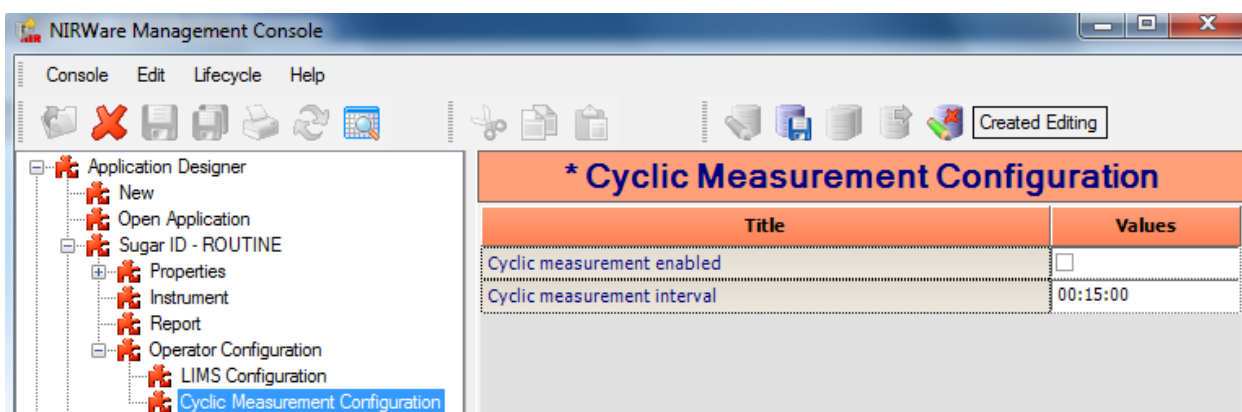 NIRWare Management Console
Console Edit Lifecycle Help
Created Editing
Application Designer
New
Open Application
Sugar ID - ROUTINE
Properties
Instrument
Report
Operator Configuration
LIMS Configuration
Cyclic Measurement Configuration
* Cyclic Measurement Configuration
Title Values
Cyclic measurement enabled
Cyclic measurement interval 00:15:00